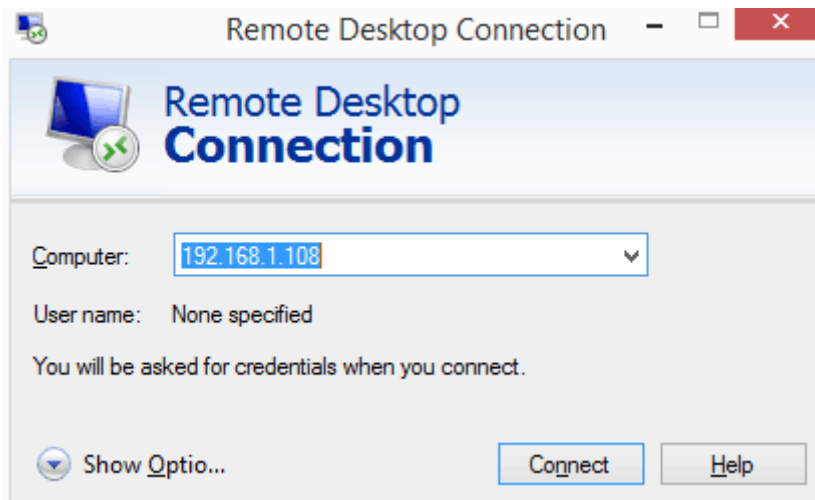 Remote Desktop Connection
Remote Desktop
Connection
Computer: 192.168.1.108
User name: None specified
You will be asked for credentials when you connect.
Show Optio... Connect Help